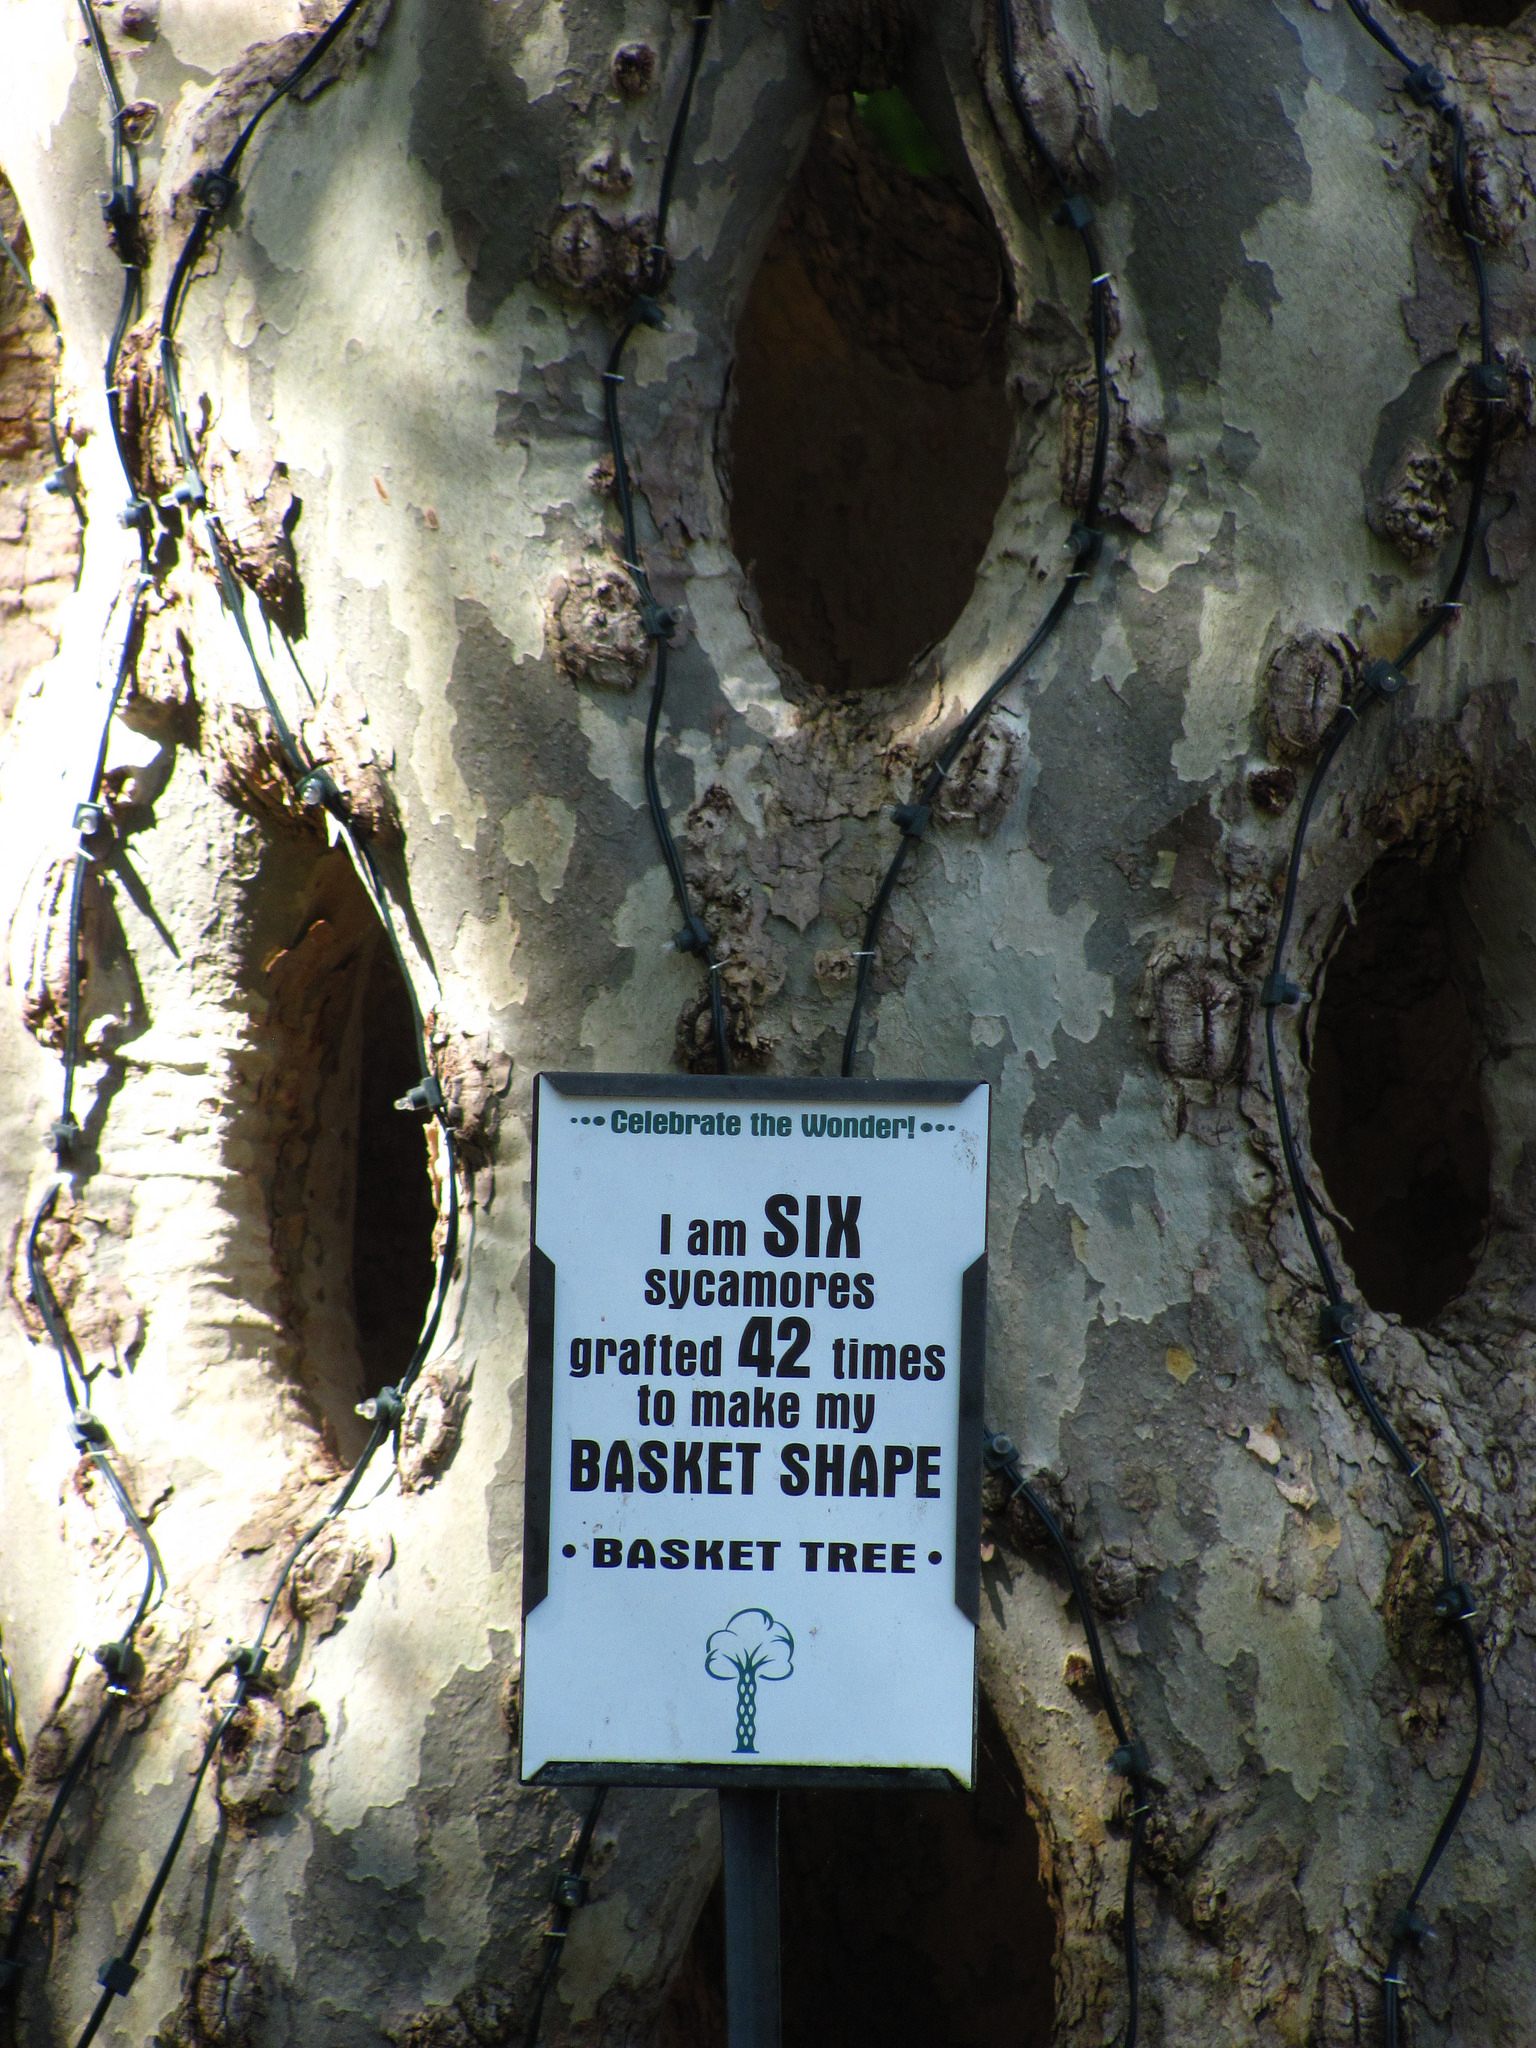 •••Celebrate the Wonder!•••
I am SIX
sycamores
grafted 42 times
to make my
BASKET SHAPE
• BASKET TREE •